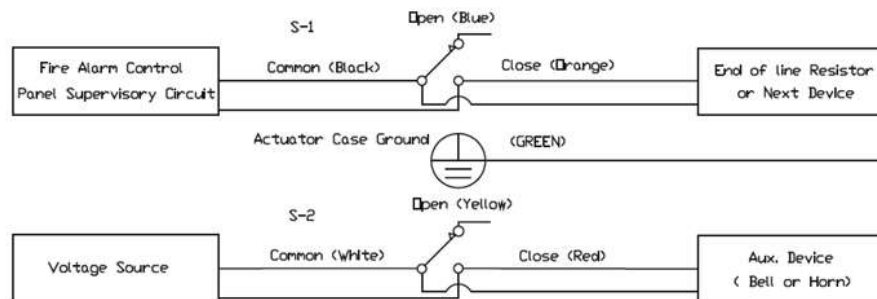 Open (Blue)
S-1
Fire Alarm Control
Panel Supervisory Circuit
Common (Black)
Close (Orange)
End of line Resistor
or Next Device
Actuator Case Ground
(GREEN)
Open (Yellow)
S-2
Voltage Source
Common (White)
Close (Red)
Aux. Device
( Bell or Horn)